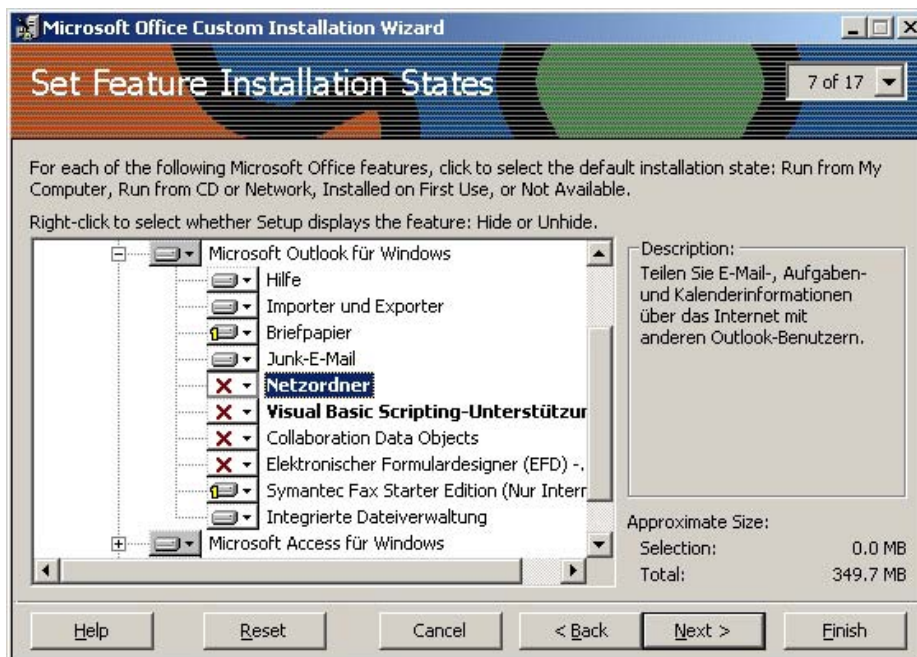 Microsoft Office Custom Installation Wizard
Set Feature Installation States
7 of 17
For each of the following Microsoft Office features, click to select the default installation state: Run from My
Computer, Run from CD or Network, Installed on First Use, or Not Available.
Right-click to select whether Setup displays the feature: Hide or Unhide.
Microsoft Outlook für Windows
Hilfe
Importer und Exporter
Briefpapier
Junk-E-Mail
Netzordner
Visual Basic Scripting-Unterstützur
Collaboration Data Objects
Elektronischer Formulardesigner (EFD) -.
Symantec Fax Starter Edition (Nur Interr
Integrierte Dateiverwaltung
Microsoft Access für Windows
Description:
Teilen Sie E-Mail-, Aufgaben-
und Kalenderinformationen
über das Internet mit
anderen Outlook-Benutzern.
Approximate Size:
Selection: 0.0 MB
Total: 349.7 MB
Help Reset Cancel < Back Next > Finish